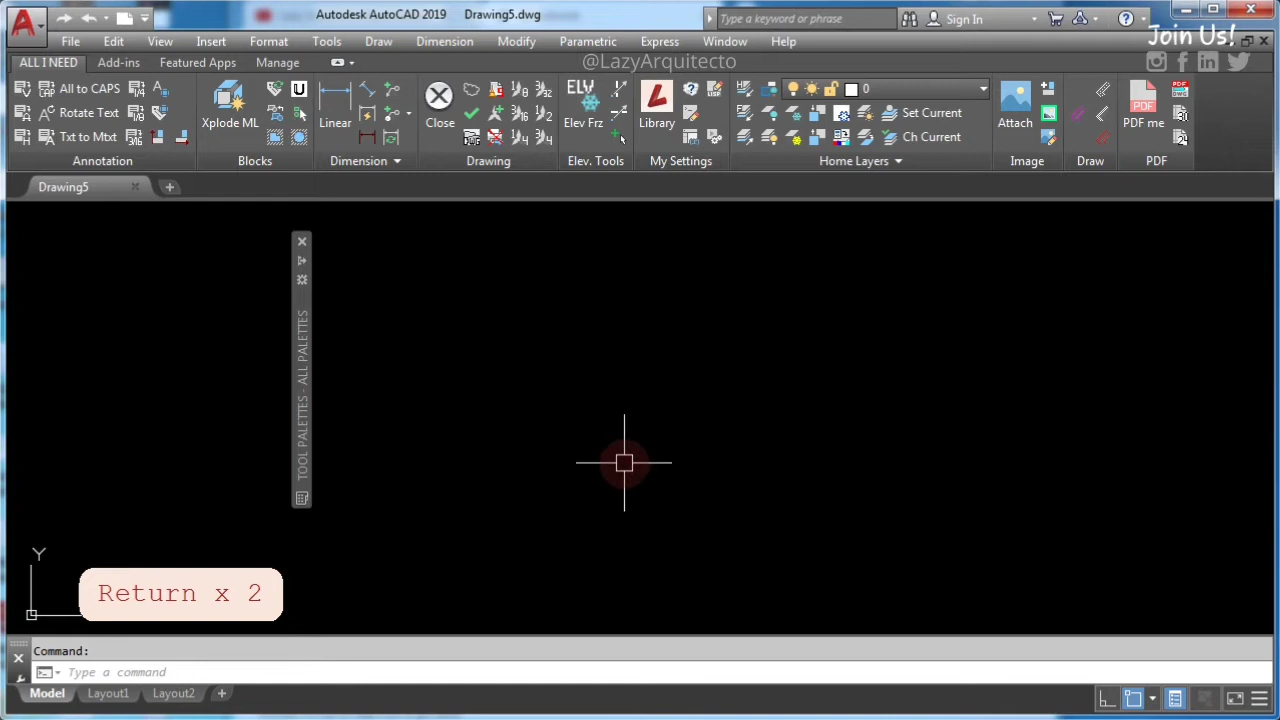 Autodesk AutoCAD 2019 Drawing5.dwg
Type a keyword or phrase
Sign In
Join Us!
File Edit View Insert Format Tools Draw Dimension Modify Parametric Express Window Help
ALL I NEED Add-ins Featured Apps Manage
@LazyArquitecto
All to CAPS
Rotate Text
Txt to Mtxt
Annotation
Xplode ML
Blocks
Linear
Dimension
Close
Drawing
ELV
Elev Frz
Elev. Tools
Library
My Settings
0
Set Current
Ch Current
Home Layers
Attach
Image
Draw
PDF me
PDF
Drawing5
TOOL PALETTES - ALL PALETTES
Y
Return x 2
Command:
Type a command
Model Layout1 Layout2